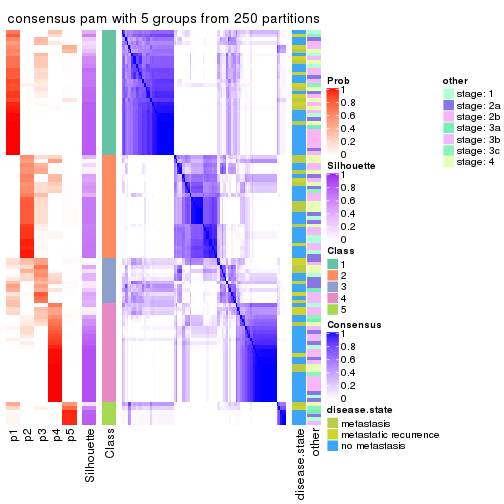 consensus pam with 5 groups from 250 partitions
Prob
1
0.8
0.6
0.4
0.2
0
Silhouette
1
0.8
0.6
0.4
0.2
0
Class
1
2
3
4
5
Consensus
1
0.8
0.6
0.4
0.2
0
disease.state
metastasis
metastatic recurrence
no metastasis
other
stage: 1
stage: 2a
stage: 2b
stage: 3a
stage: 3b
stage: 3c
stage: 4
p1
p2
p3
p4
p5
Silhouette
Class
disease.state
other